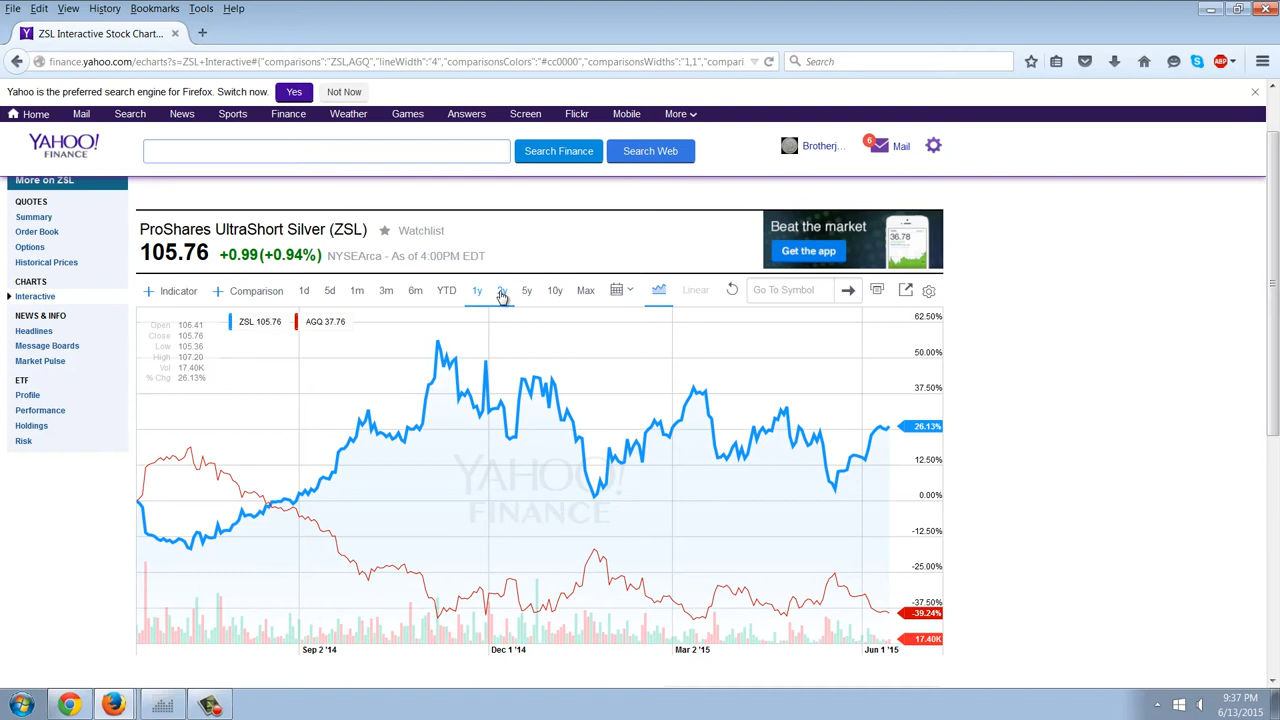 File Edit View History Bookmarks Tools Help
ZSL Interactive Stock Chart...
finance.yahoo.com/echarts?s=ZSL+Interactive#{"comparisons":"ZSL,AGQ","lineWidth":"4","comparisonsColors":"#cc0000","comparisonsWidths":"1,1","compari
Search
Yahoo is the preferred search engine for Firefox. Switch now. Yes Not Now
Home Mail Search News Sports Finance Weather Games Answers Screen Flickr Mobile More
YAHOO! FINANCE
Search Finance Search Web
Brotherj... 6 Mail
More on ZSL
QUOTES
Summary
Order Book
Options
Historical Prices
CHARTS
Interactive
NEWS & INFO
Headlines
Message Boards
Market Pulse
ETF
Profile
Performance
Holdings
Risk
ProShares UltraShort Silver (ZSL) Watchlist
105.76 +0.99(+0.94%) NYSEArca - As of 4:00PM EDT
Beat the market
Get the app
36.78
Indicator Comparison 1d 5d 1m 3m 6m YTD 1y 2y 5y 10y Max Linear Go To Symbol
ZSL 105.76 AGQ 37.76
Open 106.41
Close 105.76
Low 105.36
High 107.20
Vol 17.40K
% Chg 26.13%
62.50%
50.00%
37.50%
26.13%
12.50%
0.00%
-12.50%
-25.00%
-37.50%
-39.24%
17.40K
YAHOO!
FINANCE
Sep 2 '14 Dec 1 '14 Mar 2 '15 Jun 1 '15
9:37 PM
6/13/2015